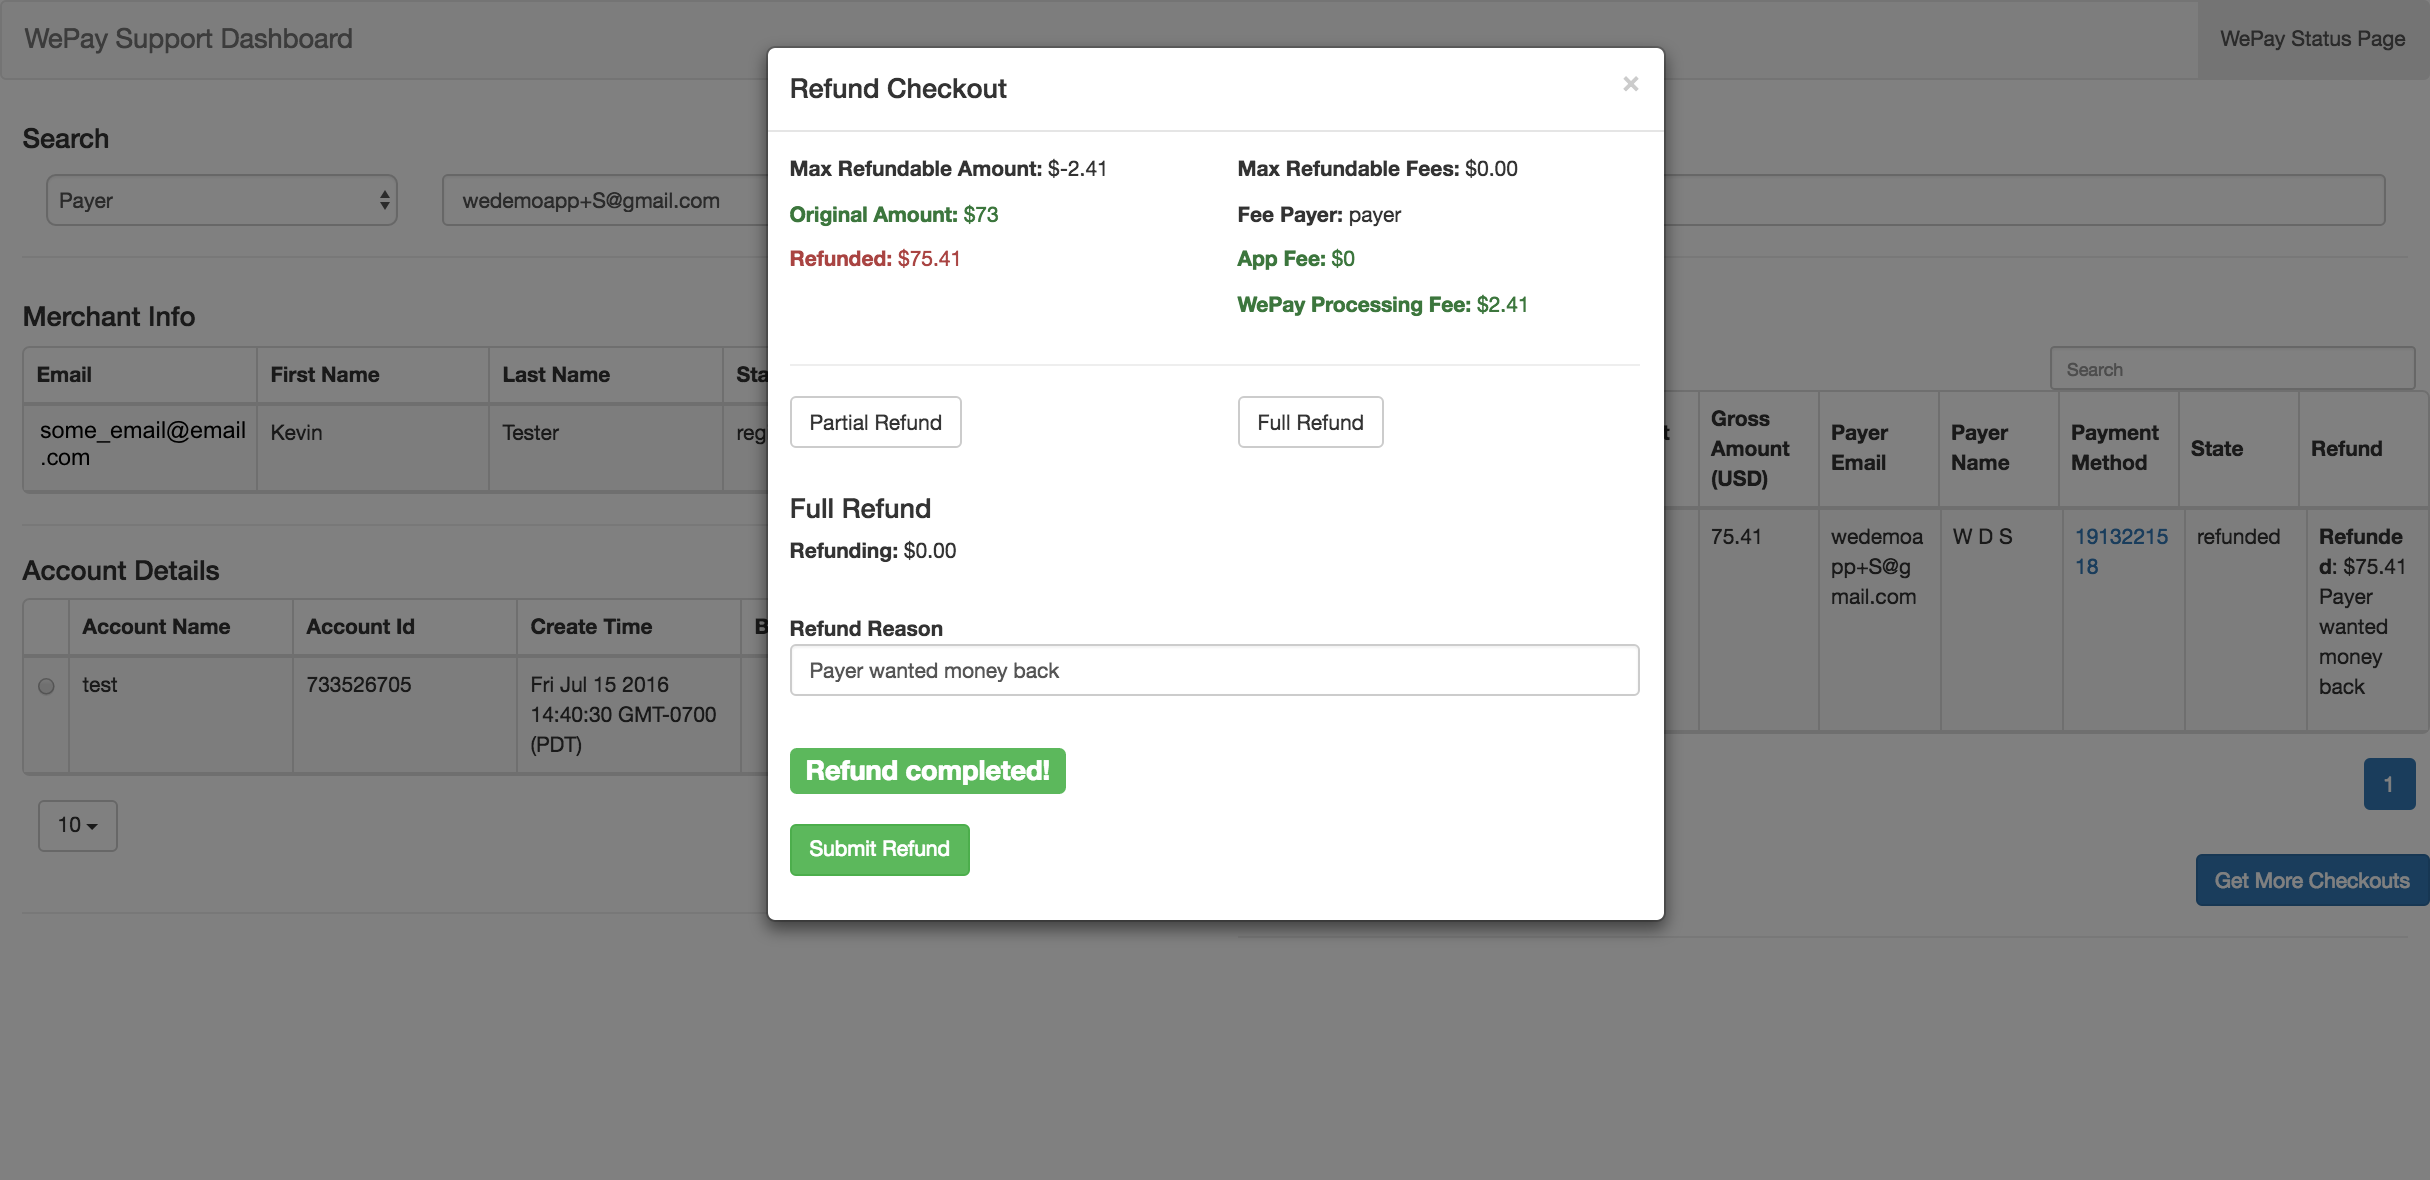 WePay Support Dashboard
WePay Status Page
Search
Payer
wedemoapp+S@gmail.com
Merchant Info
Email
First Name
Last Name
Sta
some_email@email
.com
Kevin
Tester
reg
Account Details
Account Name
Account Id
Create Time
B
test
733526705
Fri Jul 15 2016
14:40:30 GMT-0700
(PDT)
10
Refund Checkout
×
Max Refundable Amount: $-2.41
Max Refundable Fees: $0.00
Original Amount: $73
Fee Payer: payer
Refunded: $75.41
App Fee: $0
WePay Processing Fee: $2.41
Partial Refund
Full Refund
Full Refund
Refunding: $0.00
Refund Reason
Payer wanted money back
Refund completed!
Submit Refund
Search
t
Gross
Amount
(USD)
Payer
Email
Payer
Name
Payment
Method
State
Refund
75.41
wedemoa
pp+S@g
mail.com
W D S
19132215
18
refunded
Refunde
d: $75.41
Payer
wanted
money
back
1
Get More Checkouts